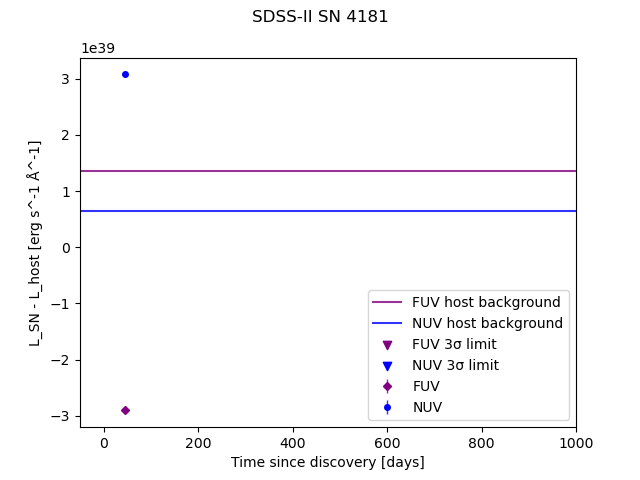 SDSS-II SN 4181
1e39
L_SN - L_host [erg s^-1 Å^-1]
3
2
1
0
−1
−2
−3
FUV host background
NUV host background
FUV 3σ limit
NUV 3σ limit
FUV
NUV
0 200 400 600 800 1000
Time since discovery [days]